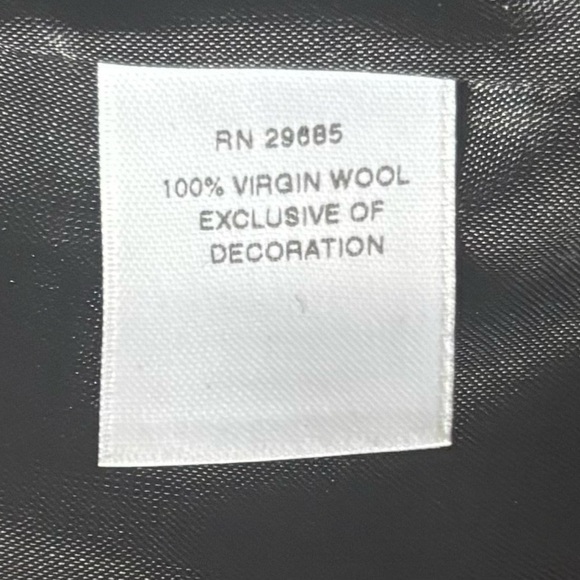 RN 29685
100% VIRGIN WOOL
EXCLUSIVE OF
DECORATION